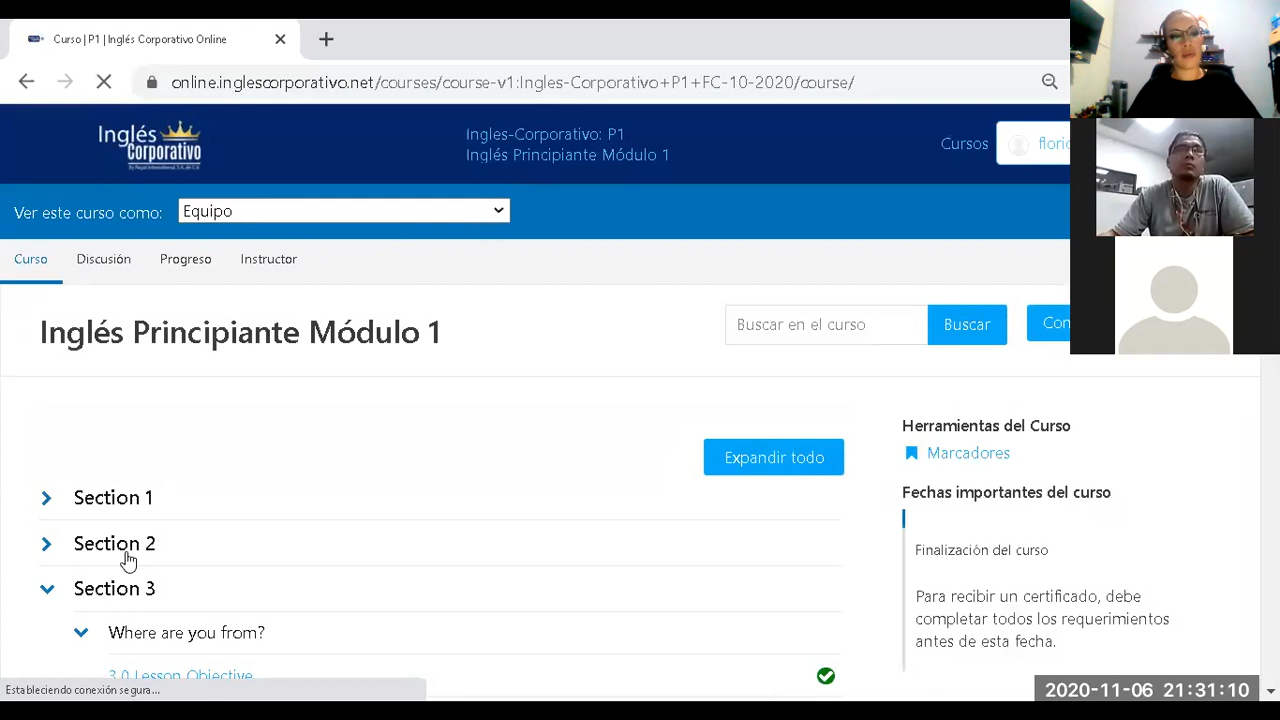 Curso | P1 | Inglés Corporativo Online
online.inglescorporativo.net/courses/course-v1:Ingles-Corporativo+P1+FC-10-2020/course/
Inglés
Corporativo
Ingles-Corporativo: P1
Inglés Principiante Módulo 1
Cursos
Ver este curso como:
Equipo
Curso
Discusión
Progreso
Instructor
Inglés Principiante Módulo 1
Buscar en el curso
Buscar
Expandir todo
Section 1
Section 2
Section 3
Where are you from?
3.0 Lesson Objective
Herramientas del Curso
Marcadores
Fechas importantes del curso
Finalización del curso
Para recibir un certificado, debe
completar todos los requerimientos
antes de esta fecha.
Estableciendo conexión segura...
2020-11-06 21:31:10